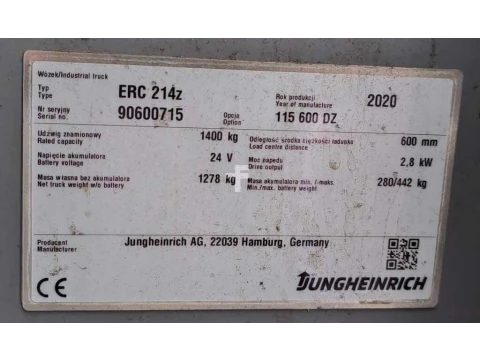 Wózek/Industrial truck
Typ
Type
ERC 214z
Rok produkcji
Year of manufacture
2020
Nr seryjny
Serial no.
90600715
Opcja
Option
115 600 DZ
Udźwig znamionowy
Rated capacity
1400 kg
Odległość środka ciężkości ładunku
Load centre distance
600 mm
Napięcie akumulatora
Battery voltage
24 V
Moc napędu
Drive output
2,8 kW
Masa własna bez akumulatora
Net truck weight w/o battery
1278 kg
Masa akumulatora min. / maks.
Min./max. battery weight
280/442 kg
Producent
Manufacturer
Jungheinrich AG, 22039 Hamburg, Germany
CE
JUNGHEINRICH